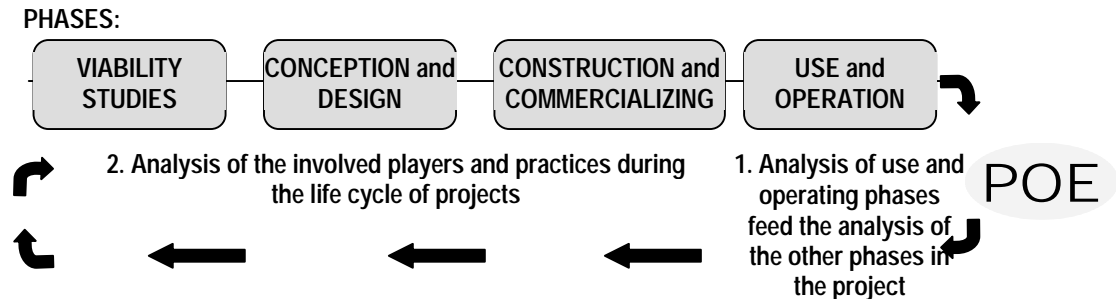 PHASES:
VIABILITY
STUDIES
CONCEPTION and
DESIGN
CONSTRUCTION and
COMMERCIALIZING
USE and
OPERATION
2. Analysis of the involved players and practices during
the life cycle of projects
1. Analysis of use and
operating phases
feed the analysis of
the other phases in
the project
POE